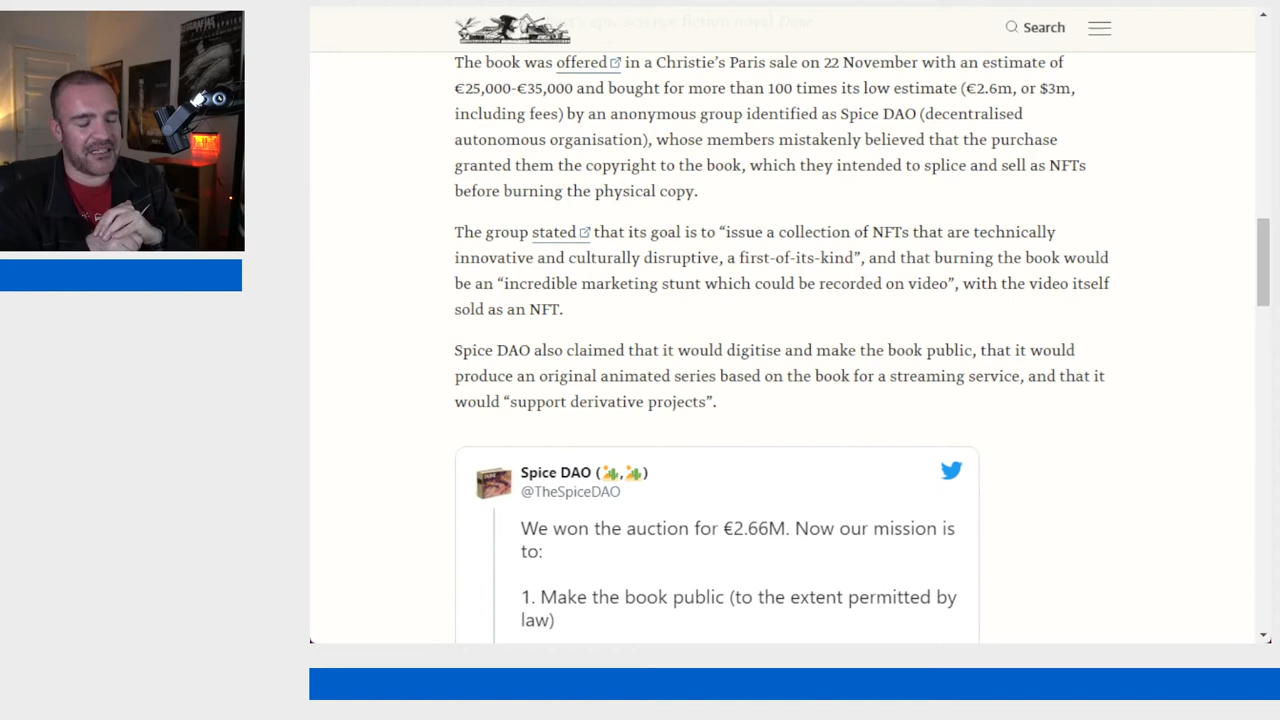 Search
The book was offered in a Christie’s Paris sale on 22 November with an estimate of
€25,000-€35,000 and bought for more than 100 times its low estimate (€2.6m, or $3m,
including fees) by an anonymous group identified as Spice DAO (decentralised
autonomous organisation), whose members mistakenly believed that the purchase
granted them the copyright to the book, which they intended to splice and sell as NFTs
before burning the physical copy.
The group stated that its goal is to “issue a collection of NFTs that are technically
innovative and culturally disruptive, a first-of-its-kind”, and that burning the book would
be an “incredible marketing stunt which could be recorded on video”, with the video itself
sold as an NFT.
Spice DAO also claimed that it would digitise and make the book public, that it would
produce an original animated series based on the book for a streaming service, and that it
would “support derivative projects”.
Spice DAO (🏜️,🏜️)
@TheSpiceDAO
We won the auction for €2.66M. Now our mission is
to:
1. Make the book public (to the extent permitted by
law)